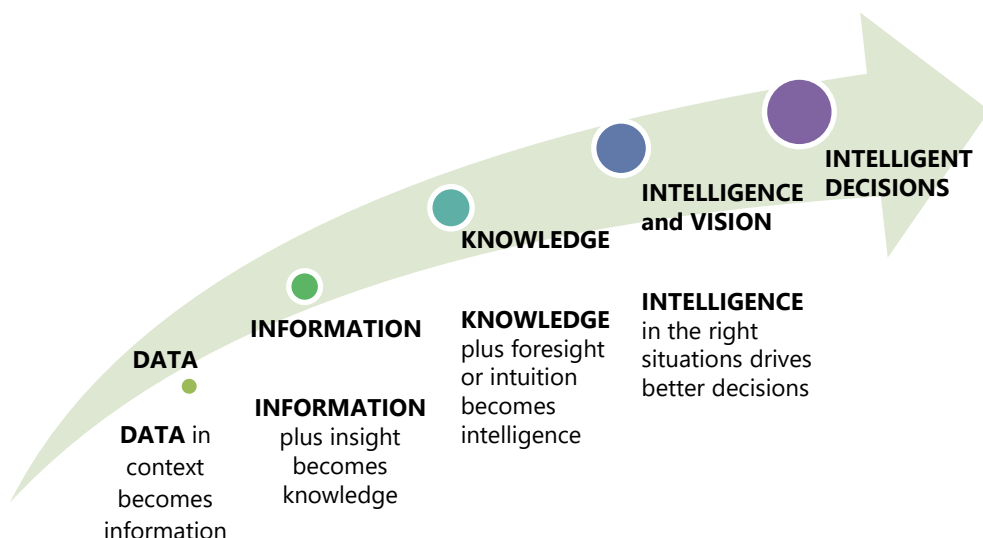 DATA
DATA in
context
becomes
information
INFORMATION
INFORMATION
plus insight
becomes
knowledge
KNOWLEDGE
KNOWLEDGE
plus foresight
or intuition
becomes
intelligence
INTELLIGENCE
and VISION
INTELLIGENCE
in the right
situations drives
better decisions
INTELLIGENT
DECISIONS